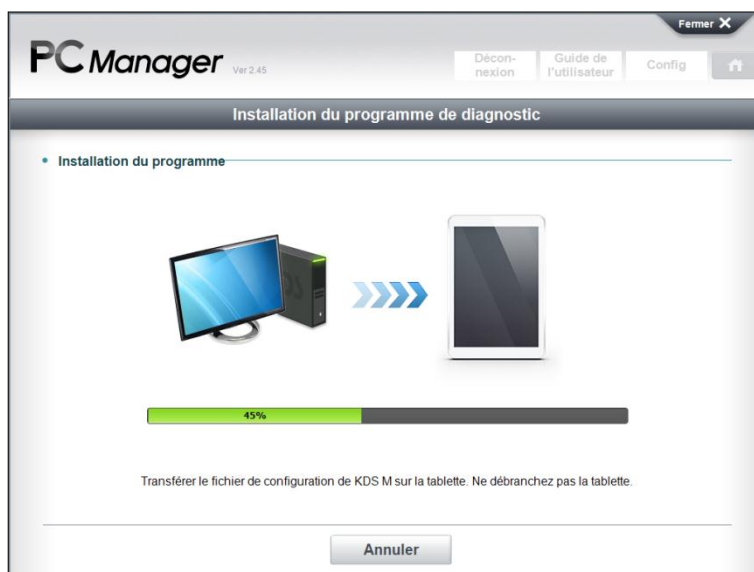 Fermer X
PC Manager Ver 2.45
Décon-
nexion
Guide de
l'utilisateur
Config
Installation du programme de diagnostic
Installation du programme
45%
Transférer le fichier de configuration de KDS M sur la tablette. Ne débranchez pas la tablette.
Annuler